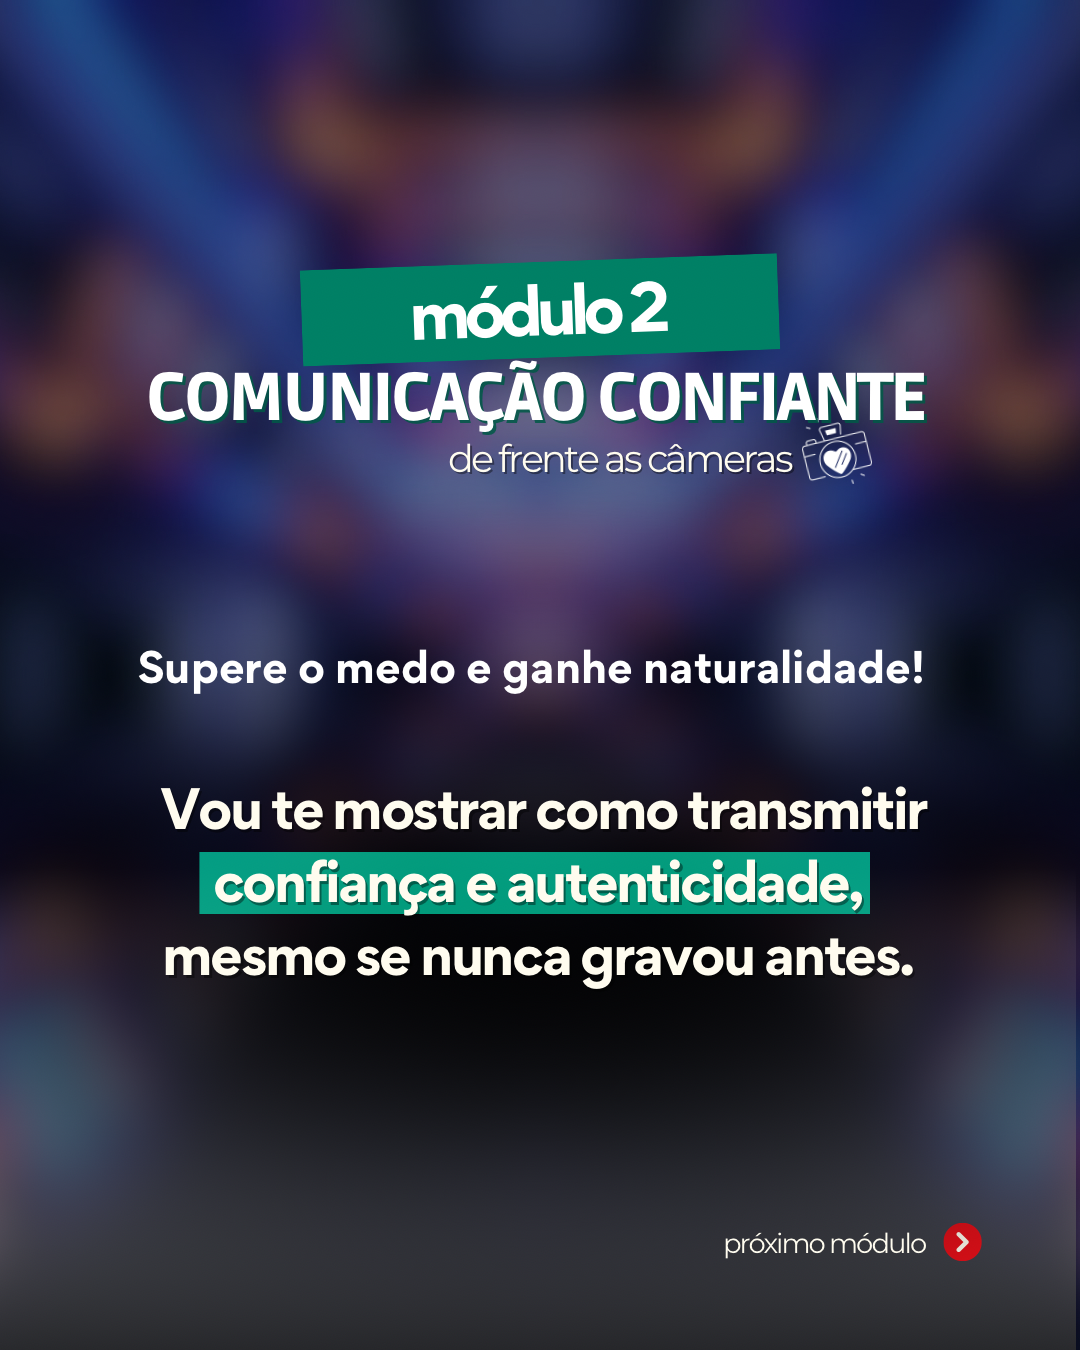 módulo 2
COMUNICAÇÃO CONFIANTE
de frente as câmeras
Supere o medo e ganhe naturalidade!
Vou te mostrar como transmitir
confiança e autenticidade,
mesmo se nunca gravou antes.
próximo módulo